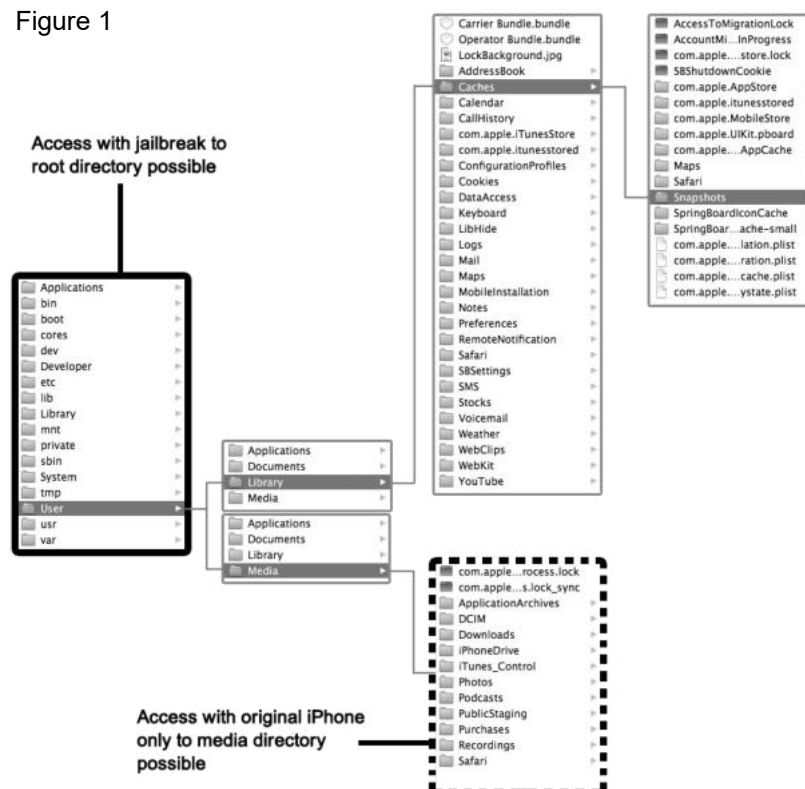 Figure 1
Access with jailbreak to
root directory possible
Applications
bin
boot
cores
dev
Developer
etc
lib
Library
mnt
private
sbin
System
tmp
User
usr
var
Applications
Documents
Library
Media
Applications
Documents
Library
Media
Carrier Bundle.bundle
Operator Bundle.bundle
LockBackground.jpg
AddressBook
Caches
Calendar
CallHistory
com.apple.iTunesStore
com.apple.itunesstored
ConfigurationProfiles
Cookies
DataAccess
Keyboard
LibHide
Logs
Mail
Maps
MobileInstallation
Notes
Preferences
RemoteNotification
Safari
SBSettings
SMS
Stocks
Voicemail
Weather
WebClips
WebKit
YouTube
AccessToMigrationLock
AccountMi...InProgress
com.apple....store.lock
SBShutdownCookie
com.apple.AppStore
com.apple.itunesstored
com.apple.MobileStore
com.apple.UIKit.pboard
com.apple....AppCache
Maps
Safari
Snapshots
SpringBoardIconCache
SpringBoar...ache-small
com.apple....lation.plist
com.apple....ration.plist
com.apple....cache.plist
com.apple....ystate.plist
com.apple...rocess.lock
com.apple...s.lock_sync
ApplicationArchives
DCIM
Downloads
iPhoneDrive
iTunes_Control
Photos
Podcasts
PublicStaging
Purchases
Recordings
Safari
Access with original iPhone
only to media directory
possible